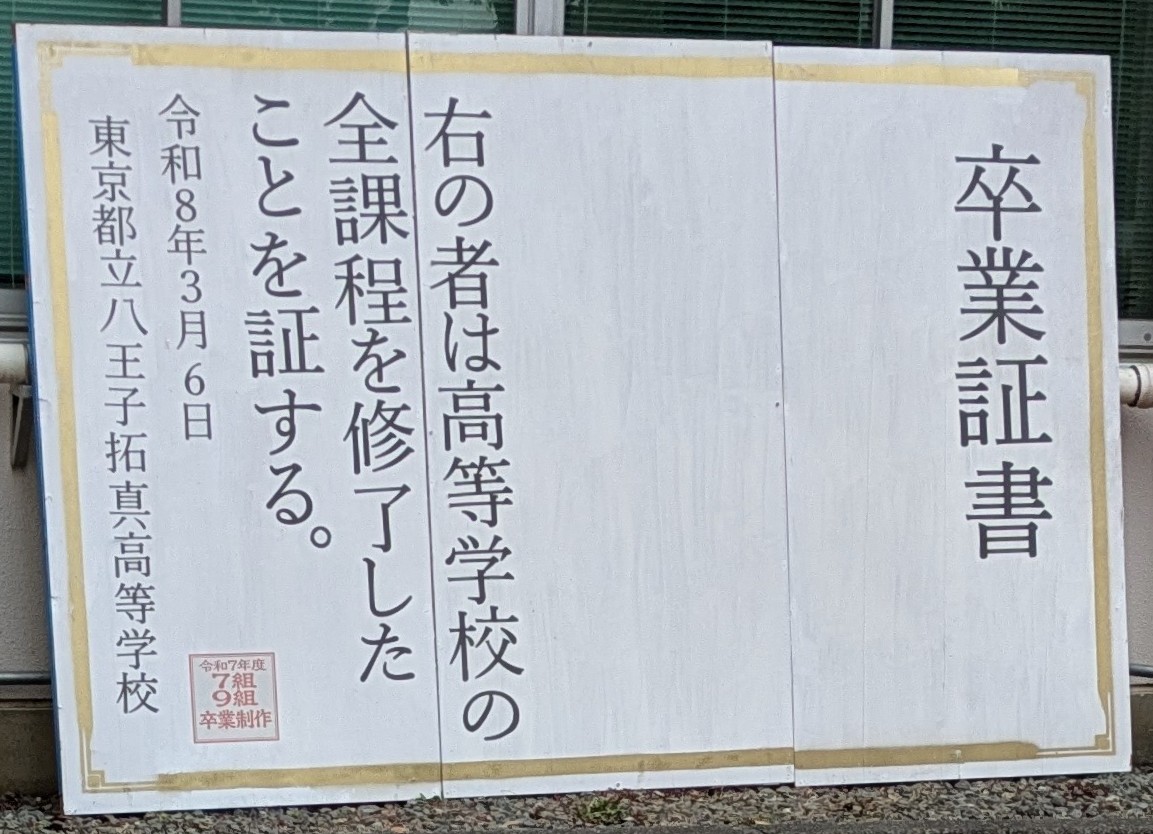 卒業証書
右の者は高等学校の
全課程を修了した
ことを証する。
令和8年3月6日
東京都立八王子拓真高等学校
令和7年度
7組
9組
卒業制作